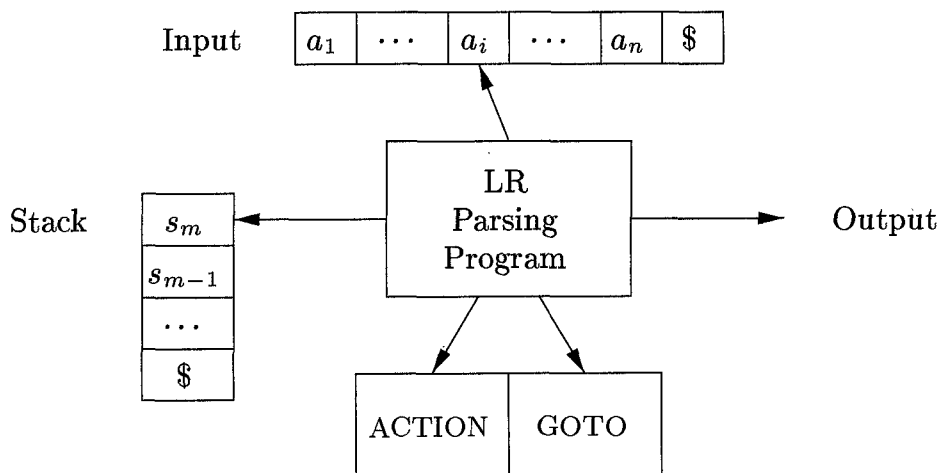 Input a₁ ··· aᵢ ··· aₙ $
LR
Parsing
Program
Stack
sₘ
sₘ₋₁
···
$
Output
ACTION GOTO